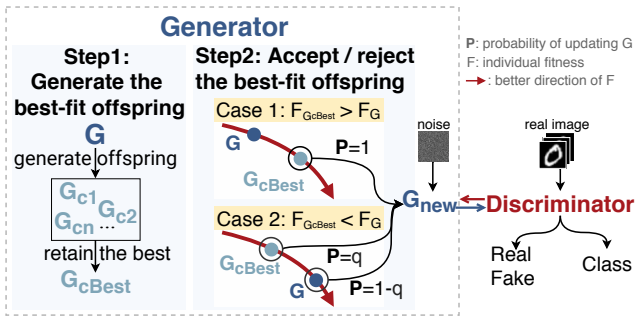 Generator
Step1:
Generate the
best-fit offspring
G
generate offspring
Gc1
Gcn ... Gc2
retain the best
GcBest
Step2: Accept / reject
the best-fit offspring
Case 1: FGcBest > FG
G
GcBest
P=1
Case 2: FGcBest < FG
GcBest
P=q
G
P=1-q
P: probability of updating G
F: individual fitness
: better direction of F
noise
real image
Gnew
Discriminator
Real
Fake
Class